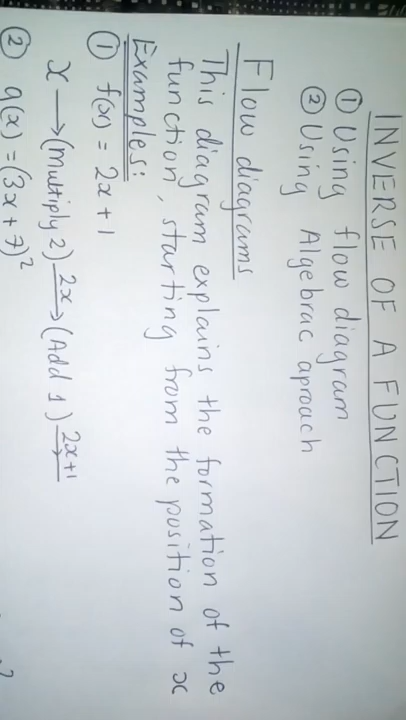 INVERSE OF A FUNCTION
① Using flow diagram
② Using Algebrac aproach
Flow diagrams
This diagram explains the formation of the
function, starting from the position of x
Examples:
① f(x) = 2x + 1
x → (multiply 2) 2x → (Add 1) 2x+1 →
② g(x) = (3x + 7)²